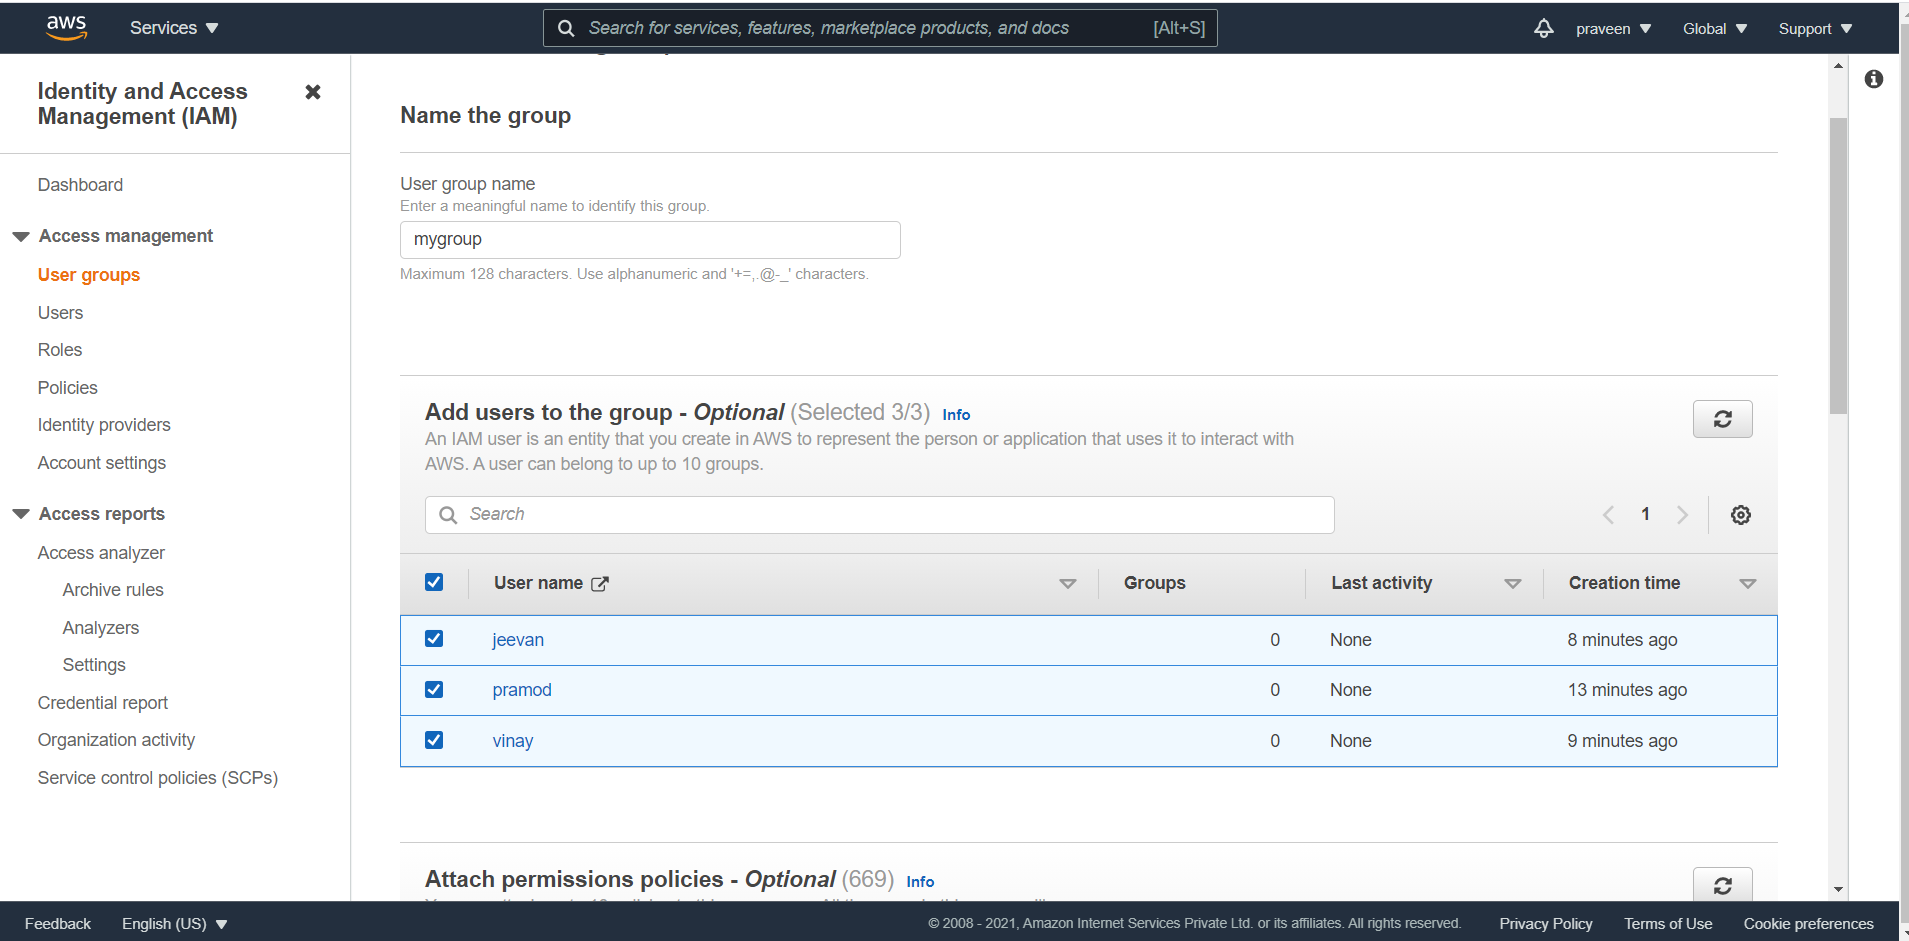 aws
Services
Search for services, features, marketplace products, and docs [Alt+S]
praveen
Global
Support
Identity and Access
Management (IAM)
Dashboard
Access management
User groups
Users
Roles
Policies
Identity providers
Account settings
Access reports
Access analyzer
Archive rules
Analyzers
Settings
Credential report
Organization activity
Service control policies (SCPs)
Name the group
User group name
Enter a meaningful name to identify this group.
mygroup
Maximum 128 characters. Use alphanumeric and '+=,.@-_' characters.
Add users to the group - Optional (Selected 3/3) Info
An IAM user is an entity that you create in AWS to represent the person or application that uses it to interact with
AWS. A user can belong to up to 10 groups.
Search
1
User name Groups Last activity Creation time
jeevan 0 None 8 minutes ago
pramod 0 None 13 minutes ago
vinay 0 None 9 minutes ago
Attach permissions policies - Optional (669) Info
Feedback English (US) © 2008 - 2021, Amazon Internet Services Private Ltd. or its affiliates. All rights reserved. Privacy Policy Terms of Use Cookie preferences